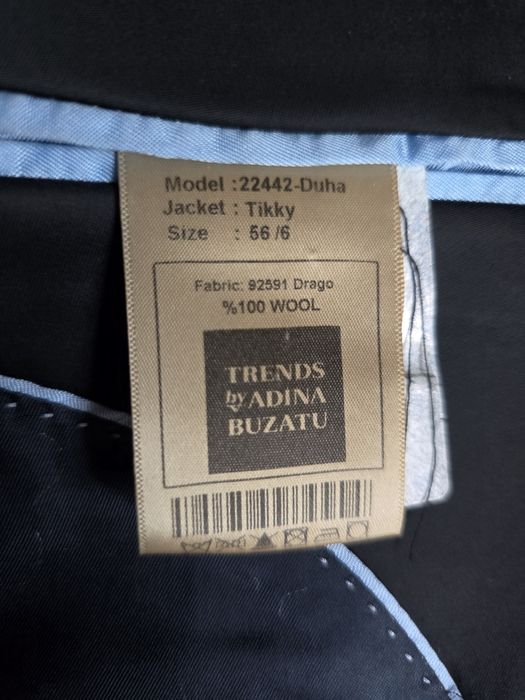 Model : 22442-Duha
Jacket : Tikky
Size : 56 /6
Fabric: 92591 Drago
%100 WOOL
TRENDS
by ADINA
BUZATU